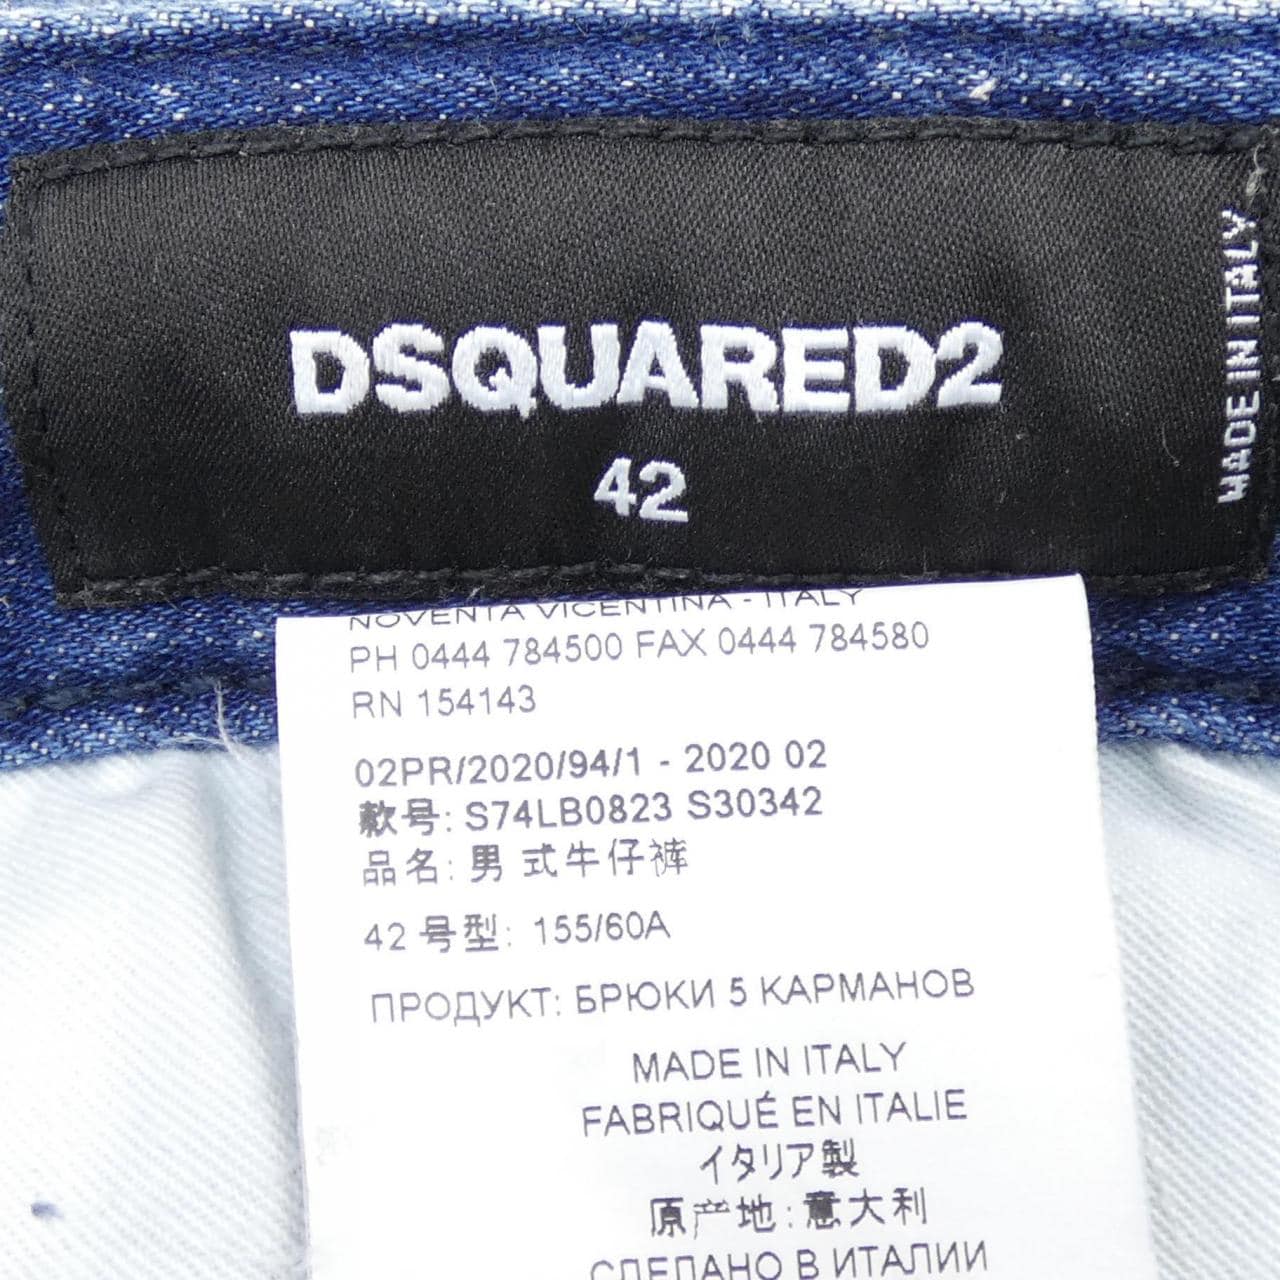 DSQUARED2
42
MADE IN ITALY
NOVENTA VICENTINA - ITALY
PH 0444 784500 FAX 0444 784580
RN 154143
02PR/2020/94/1 - 2020 02
款号: S74LB0823 S30342
品名: 男式牛仔裤
42 号型: 155/60A
ПРОДУКТ: БРЮКИ 5 КАРМАНОВ
MADE IN ITALY
FABRIQUÉ EN ITALIE
イタリア製
原产地:意大利
СДЕЛАНО В ИТАЛИИ